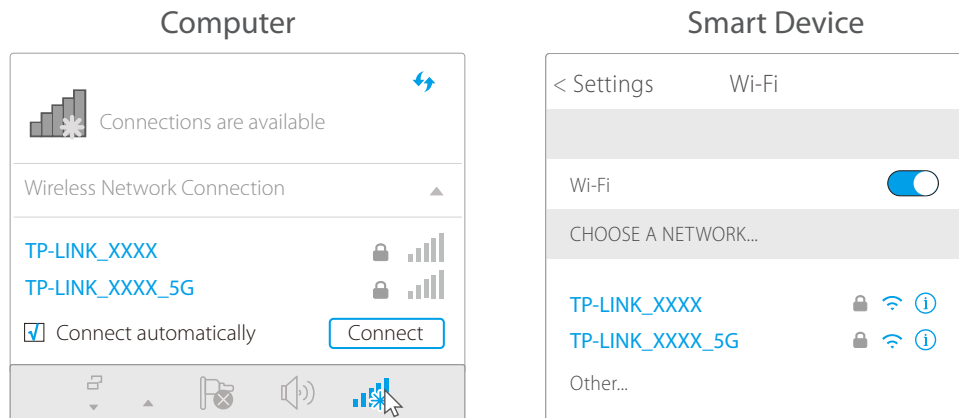 Computer
Connections are available
Wireless Network Connection
TP-LINK_XXXX
TP-LINK_XXXX_5G
Connect automatically
Connect
Smart Device
< Settings
Wi-Fi
Wi-Fi
CHOOSE A NETWORK...
TP-LINK_XXXX
TP-LINK_XXXX_5G
Other...